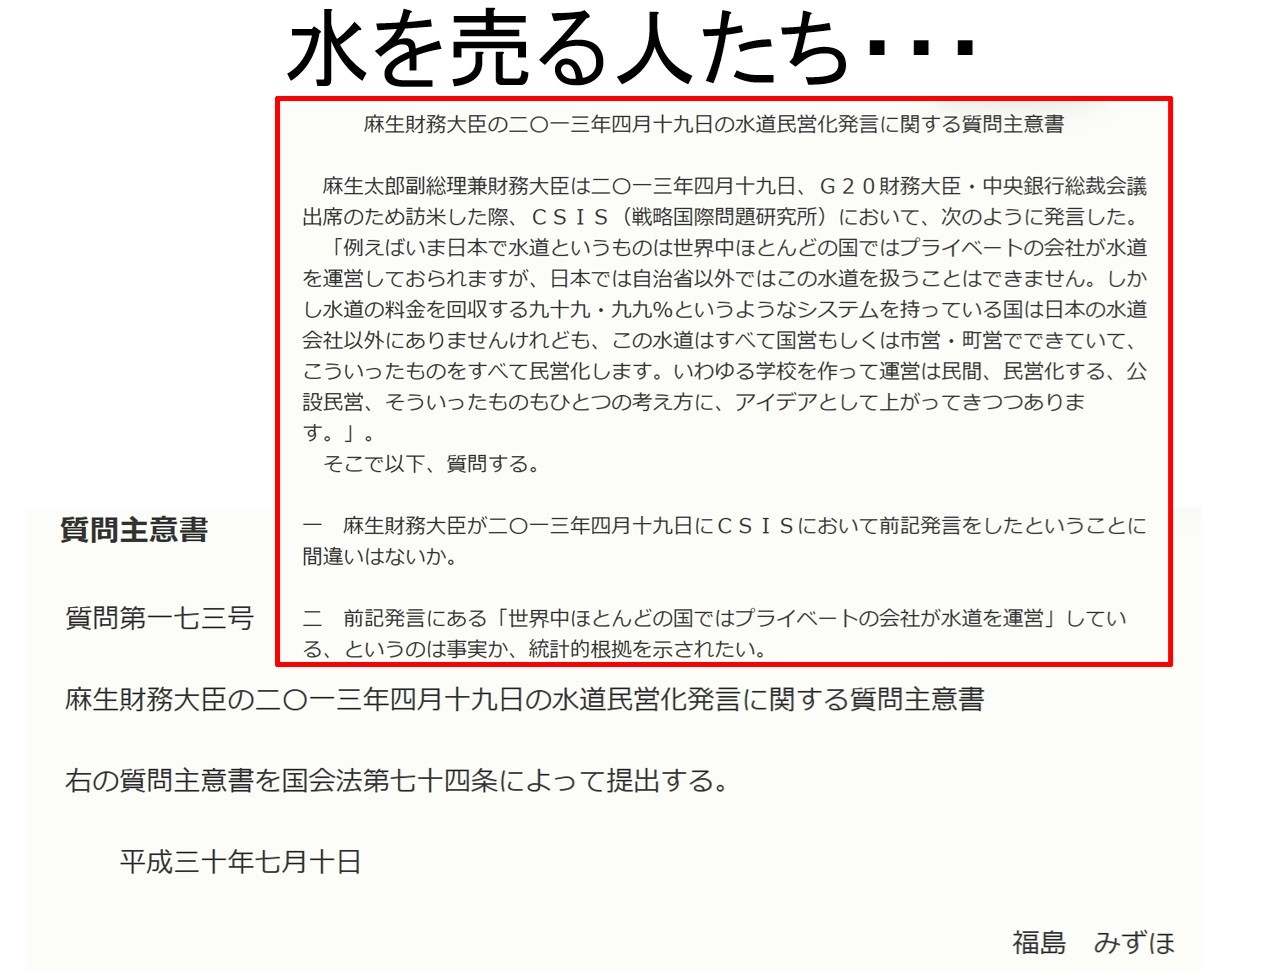 水を売る人たち・・・
麻生財務大臣の二〇一三年四月十九日の水道民営化発言に関する質問主意書
麻生太郎副総理兼財務大臣は二〇一三年四月十九日、Ｇ２０財務大臣・中央銀行総裁会議
出席のため訪米した際、ＣＳＩＳ（戦略国際問題研究所）において、次のように発言した。
「例えばいま日本で水道というものは世界中ほとんどの国ではプライベートの会社が水道
を運営しておられますが、日本では自治省以外ではこの水道を扱うことはできません。しか
し水道の料金を回収する九十九・九九％というようなシステムを持っている国は日本の水道
会社以外にありませんけれども、この水道はすべて国営もしくは市営・町営でできていて、
こういったものをすべて民営化します。いわゆる学校を作って運営は民間、民営化する、公
設民営、そういったものもひとつの考え方に、アイデアとして上がってきつつありま
す。」。
そこで以下、質問する。
一　麻生財務大臣が二〇一三年四月十九日にＣＳＩＳにおいて前記発言をしたということに
間違いはないか。
二　前記発言にある「世界中ほとんどの国ではプライベートの会社が水道を運営」してい
る、というのは事実か、統計的根拠を示されたい。
質問主意書
質問第一七三号
麻生財務大臣の二〇一三年四月十九日の水道民営化発言に関する質問主意書
右の質問主意書を国会法第七十四条によって提出する。
平成三十年七月十日
福島　みずほ